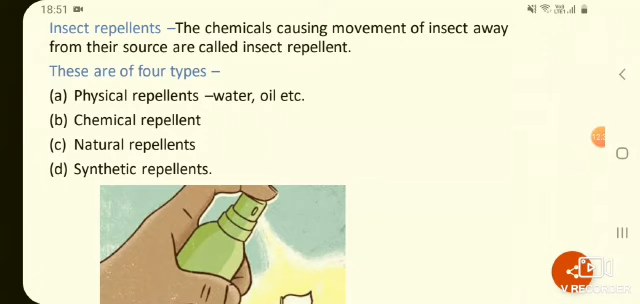 18:51
Insect repellents –The chemicals causing movement of insect away
from their source are called insect repellent.
These are of four types –
(a) Physical repellents –water, oil etc.
(b) Chemical repellent
(c) Natural repellents
(d) Synthetic repellents.
V RECORDER